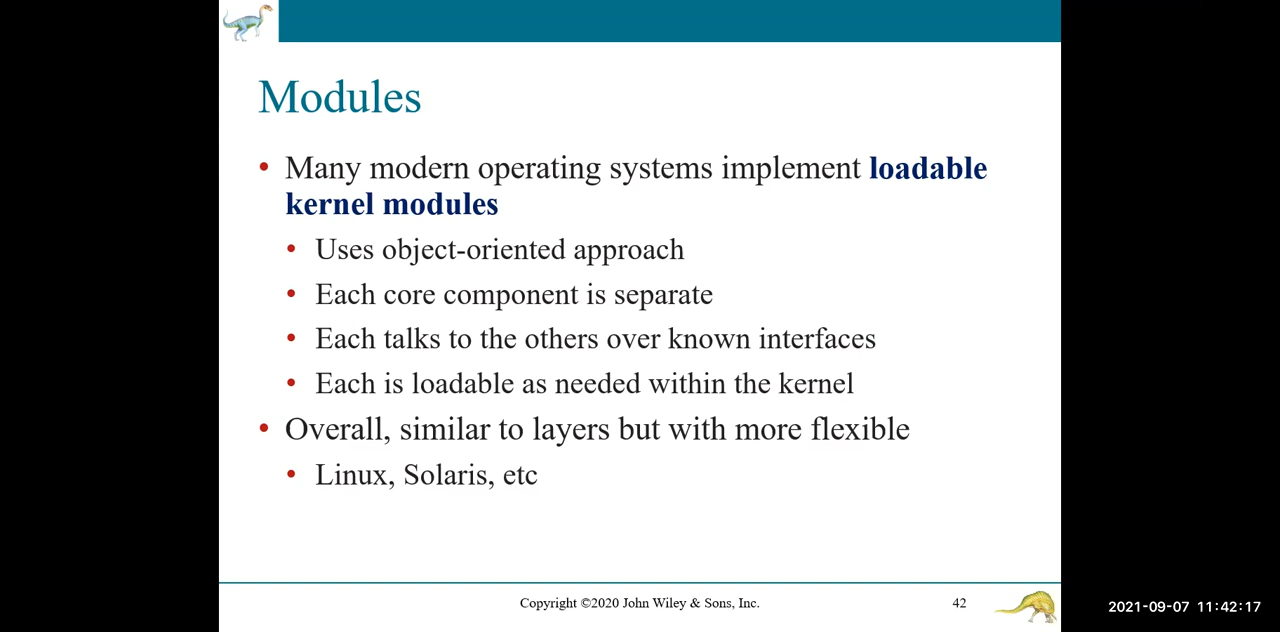 Modules
• Many modern operating systems implement loadable
kernel modules
• Uses object-oriented approach
• Each core component is separate
• Each talks to the others over known interfaces
• Each is loadable as needed within the kernel
• Overall, similar to layers but with more flexible
• Linux, Solaris, etc
Copyright ©2020 John Wiley & Sons, Inc.
42
2021-09-07 11:42:17